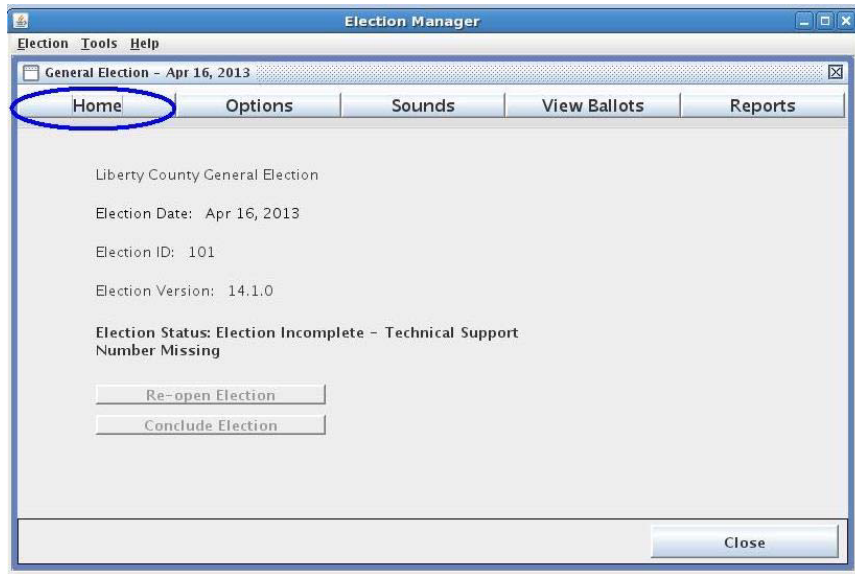 Election Manager
Election Tools Help
General Election - Apr 16, 2013
Home Options Sounds View Ballots Reports
Liberty County General Election
Election Date: Apr 16, 2013
Election ID: 101
Election Version: 14.1.0
Election Status: Election Incomplete - Technical Support
Number Missing
Re-open Election
Conclude Election
Close